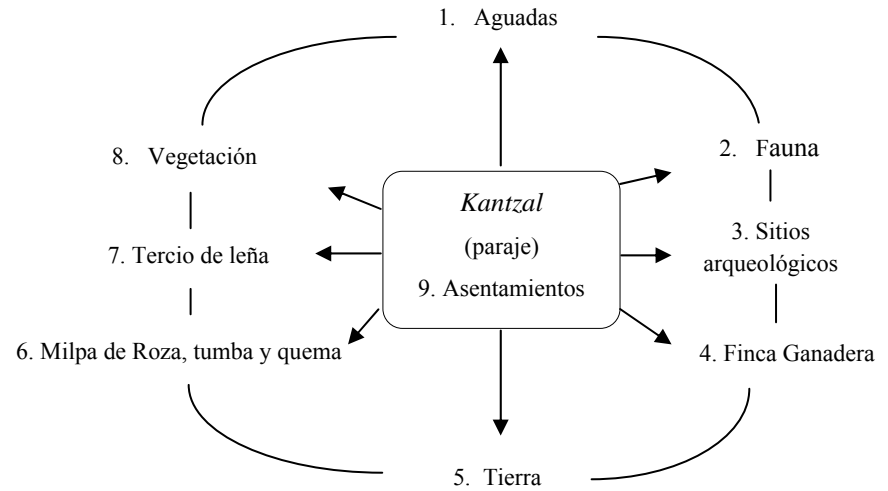 1. Aguadas
8. Vegetación
2. Fauna
Kantzal
(paraje)
9. Asentamientos
7. Tercio de leña
3. Sitios
arqueológicos
6. Milpa de Roza, tumba y quema
4. Finca Ganadera
5. Tierra